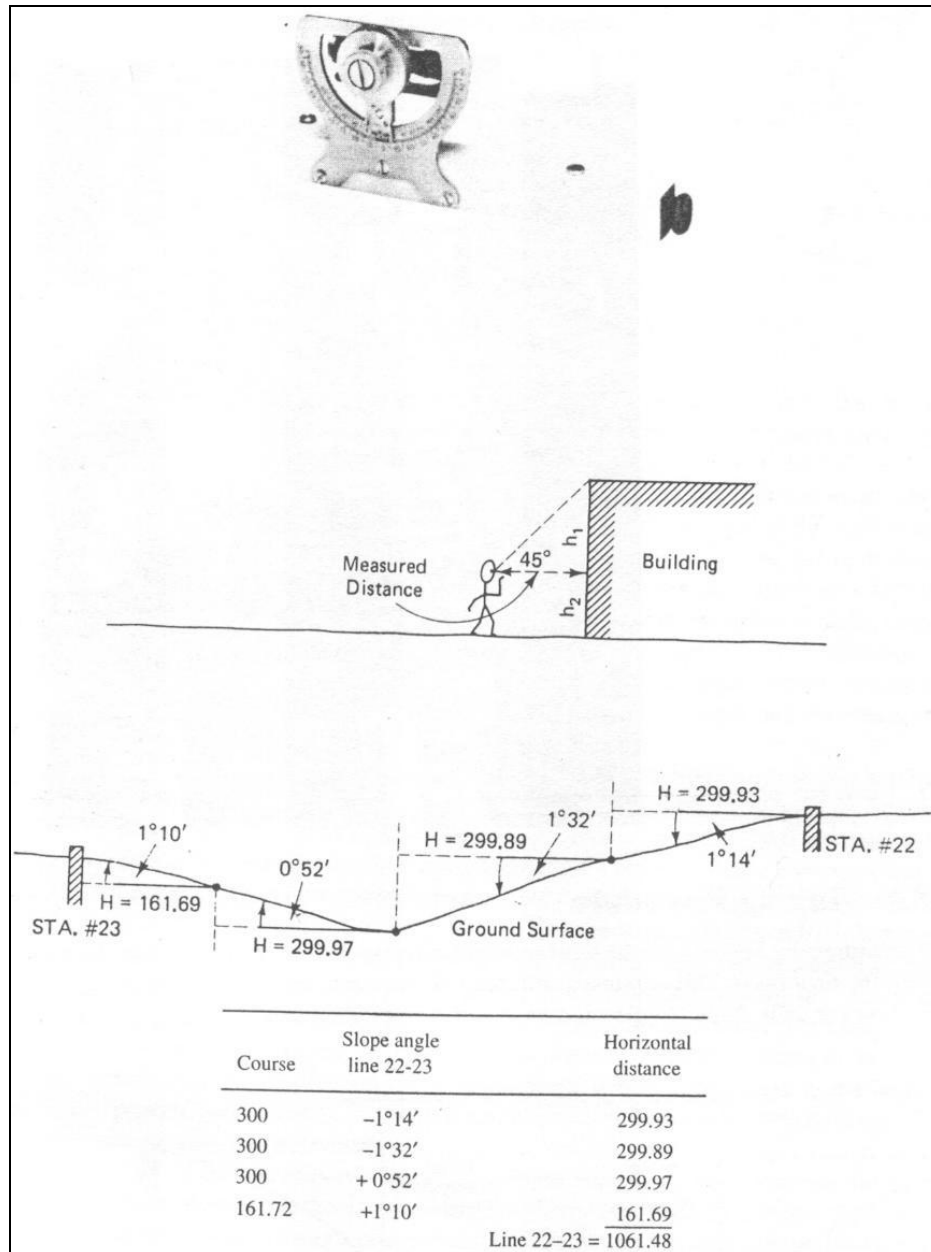 45°
h₁
h₂
Measured
Distance
Building
H = 299.93
1°32′
1°10′
H = 299.89
1°14′
STA. #22
0°52′
H = 161.69
STA. #23
H = 299.97
Ground Surface
Slope angle
Horizontal
Course
line 22-23
distance
300 –1°14′ 299.93
300 –1°32′ 299.89
300 + 0°52′ 299.97
161.72 +1°10′ 161.69
Line 22–23 = 1061.48